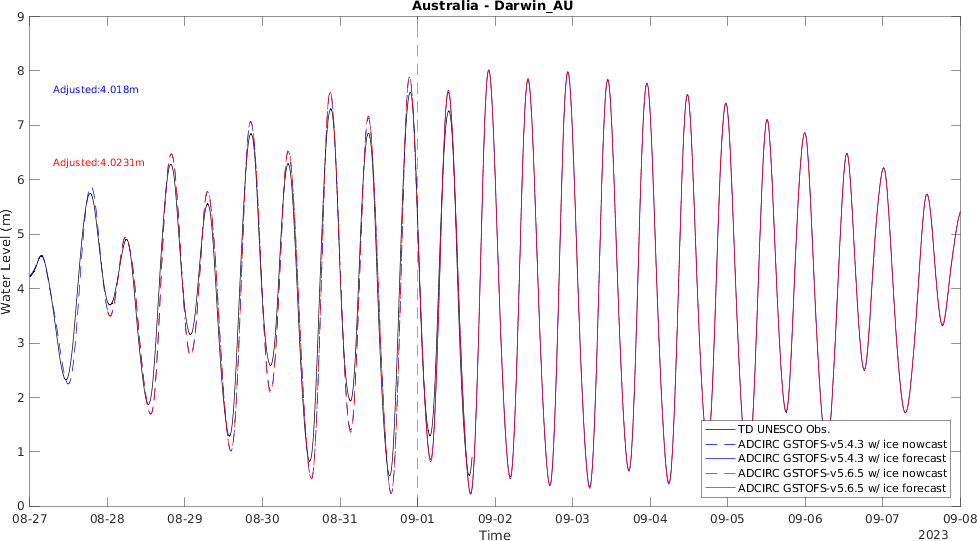 Australia - Darwin_AU
9
8
7
6
5
4
3
2
1
0
Water Level (m)
Adjusted:4.018m
Adjusted:4.0231m
TD UNESCO Obs.
ADCIRC GSTOFS-v5.4.3 w/ ice nowcast
ADCIRC GSTOFS-v5.4.3 w/ ice forecast
ADCIRC GSTOFS-v5.6.5 w/ ice nowcast
ADCIRC GSTOFS-v5.6.5 w/ ice forecast
08-27 08-28 08-29 08-30 08-31 09-01 09-02 09-03 09-04 09-05 09-06 09-07 09-08
Time
2023